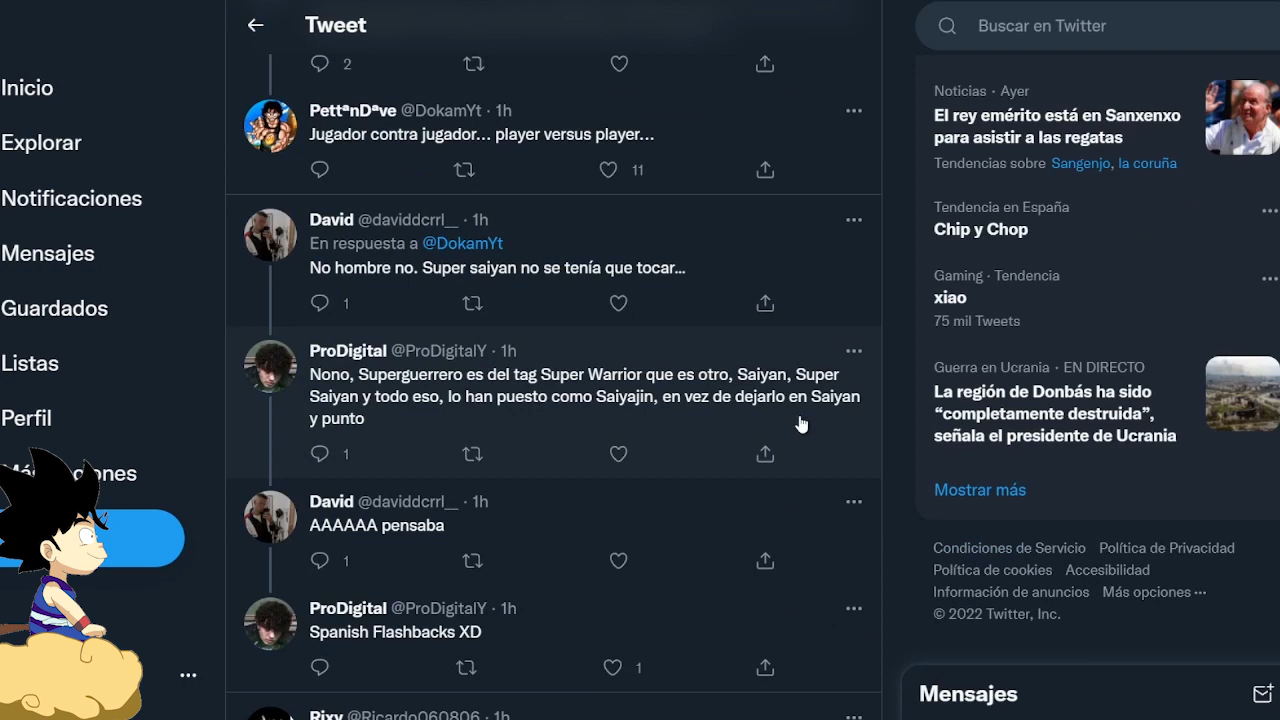 Inicio
Explorar
Notificaciones
Mensajes
Guardados
Listas
Perfil
Tweet
2
PettªnDªve @DokamYt · 1h
Jugador contra jugador... player versus player...
11
David @daviddcrrl__ · 1h
En respuesta a @DokamYt
No hombre no. Super saiyan no se tenía que tocar...
1
ProDigital @ProDigitalY · 1h
Nono, Superguerrero es del tag Super Warrior que es otro, Saiyan, Super
Saiyan y todo eso, lo han puesto como Saiyajin, en vez de dejarlo en Saiyan
y punto
1
David @daviddcrrl__ · 1h
AAAAAA pensaba
1
ProDigital @ProDigitalY · 1h
Spanish Flashbacks XD
1
Rixy @Ricardo060806 · 1h
Buscar en Twitter
Noticias · Ayer
El rey emérito está en Sanxenxo
para asistir a las regatas
Tendencias sobre Sangenjo, la coruña
Tendencia en España
Chip y Chop
Gaming · Tendencia
xiao
75 mil Tweets
Guerra en Ucrania · EN DIRECTO
La región de Donbás ha sido
“completamente destruida”,
señala el presidente de Ucrania
Mostrar más
Condiciones de Servicio Política de Privacidad
Política de cookies Accesibilidad
Información de anuncios Más opciones ···
© 2022 Twitter, Inc.
Mensajes